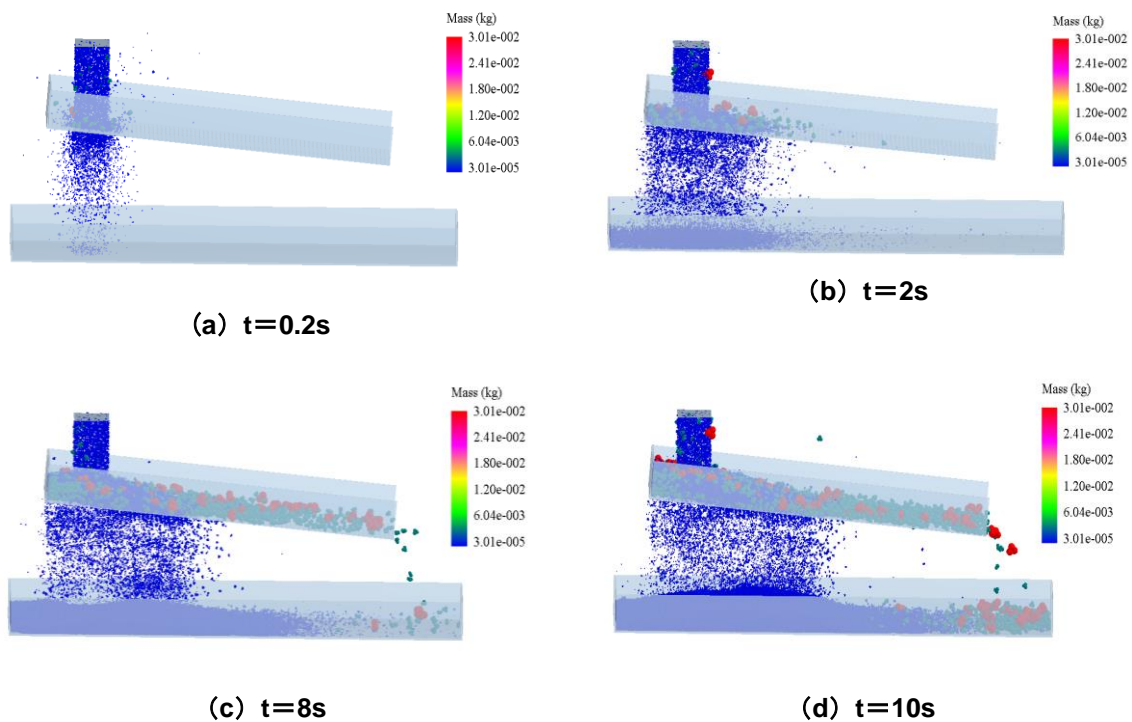 Mass (kg)
3.01e-002
2.41e-002
1.80e-002
1.20e-002
6.04e-003
3.01e-005
（a）t＝0.2s
Mass (kg)
3.01e-002
2.41e-002
1.80e-002
1.20e-002
6.04e-003
3.01e-005
（b）t＝2s
Mass (kg)
3.01e-002
2.41e-002
1.80e-002
1.20e-002
6.04e-003
3.01e-005
（c）t＝8s
Mass (kg)
3.01e-002
2.41e-002
1.80e-002
1.20e-002
6.04e-003
3.01e-005
（d）t＝10s